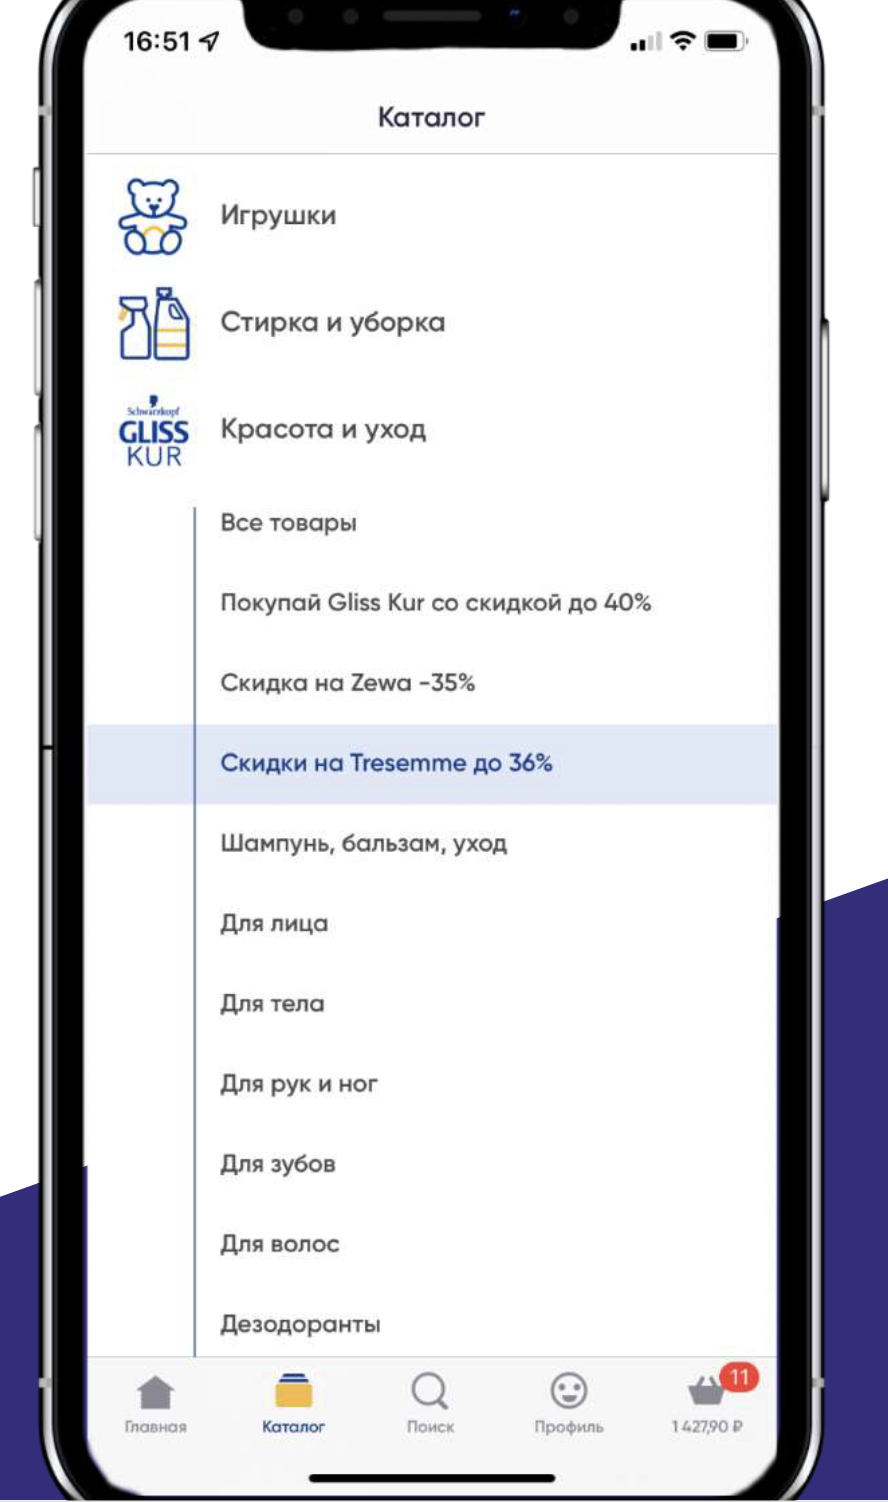 16:51
Каталог
Игрушки
Стирка и уборка
Schwarzkopf
GLISS
KUR
Красота и уход
Все товары
Покупай Gliss Kur со скидкой до 40%
Скидка на Zewa -35%
Скидки на Tresemme до 36%
Шампунь, бальзам, уход
Для лица
Для тела
Для рук и ног
Для зубов
Для волос
Дезодоранты
11
Главная
Каталог
Поиск
Профиль
1 427,90 ₽